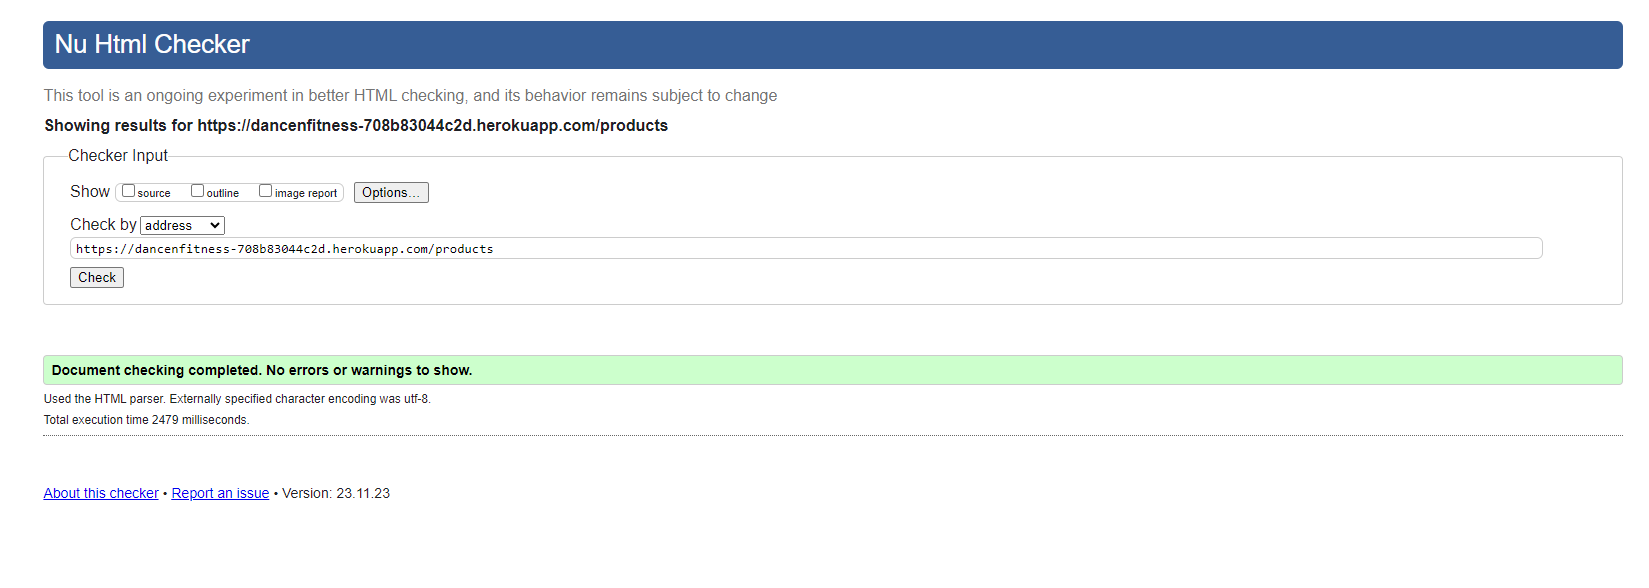 Nu Html Checker
This tool is an ongoing experiment in better HTML checking, and its behavior remains subject to change
Showing results for https://dancenfitness-708b83044c2d.herokuapp.com/products
Checker Input
Show source outline image report Options...
Check by address
https://dancenfitness-708b83044c2d.herokuapp.com/products
Check
Document checking completed. No errors or warnings to show.
Used the HTML parser. Externally specified character encoding was utf-8.
Total execution time 2479 milliseconds.
About this checker • Report an issue • Version: 23.11.23